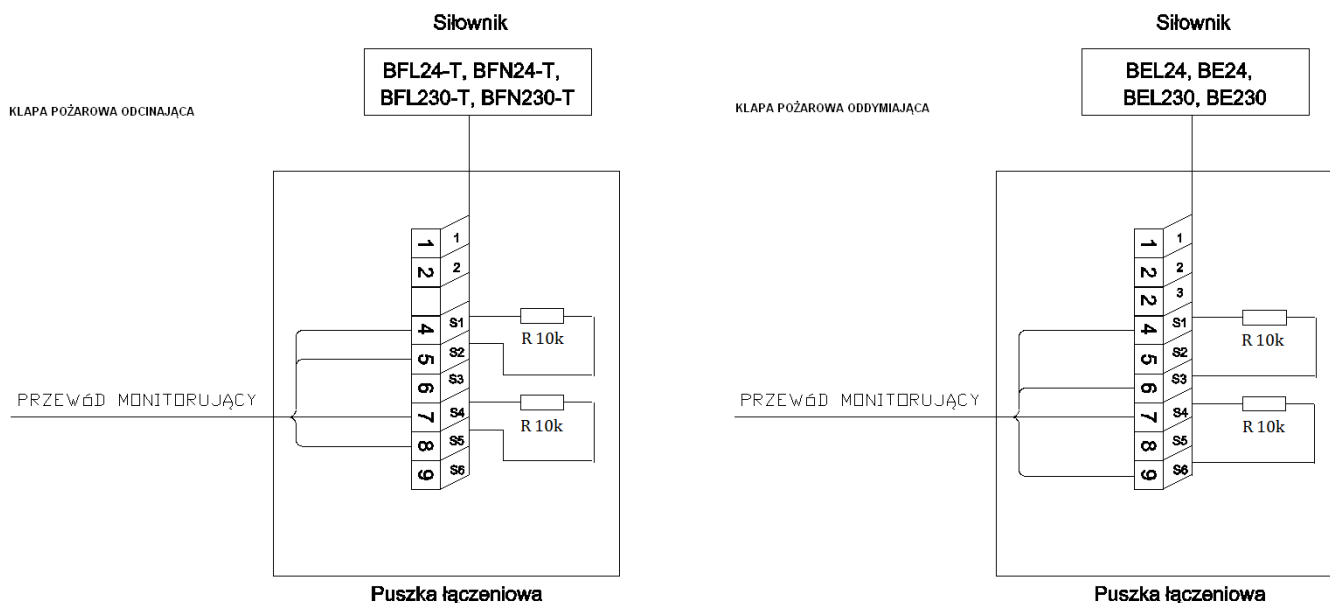 Siłownik
BFL24-T, BFN24-T,
BFL230-T, BFN230-T
KLAPA POŻAROWA ODCINAJĄCA
1 1
2 2
4 S1
R 10k
5 S2
6 S3
PRZEWÓD MONITORUJĄCY
7 S4
R 10k
8 S5
9 S6
Puszka łączeniowa
Siłownik
BEL24, BE24,
BEL230, BE230
KLAPA POŻAROWA ODDYMIAJĄCA
1 1
2 2
2 3
4 S1
R 10k
5 S2
6 S3
PRZEWÓD MONITORUJĄCY
7 S4
R 10k
8 S5
9 S6
Puszka łączeniowa